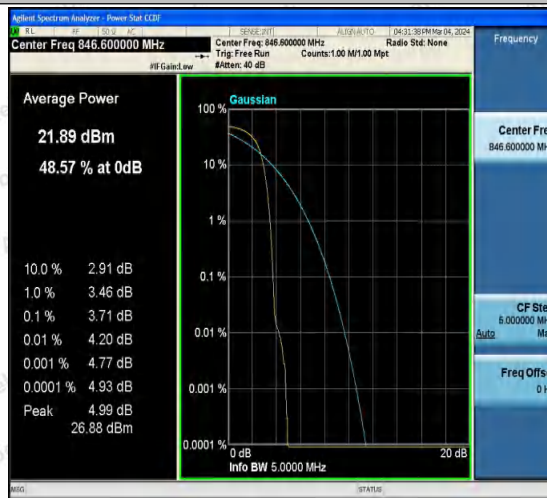 Agilent Spectrum Analyzer - Power Stat CCDF
RL RF 50 Ω AC SENSE:INT ALIGN AUTO 04:31:38 PM Mar 04, 2024
Center Freq 846.600000 MHz
Center Freq: 846.600000 MHz Radio Std: None
Trig: Free Run Counts:1.00 M/1.00 Mpt
#IFGain:Low #Atten: 40 dB
Frequency
Average Power
21.89 dBm
48.57 % at 0dB
10.0 % 2.91 dB
1.0 % 3.46 dB
0.1 % 3.71 dB
0.01 % 4.20 dB
0.001 % 4.77 dB
0.0001 % 4.93 dB
Peak 4.99 dB
26.88 dBm
Gaussian
100 %
10 %
1 %
0.1 %
0.01 %
0.001 %
0.0001 %
0 dB 20 dB
Info BW 5.0000 MHz
Center Fre
846.600000 MH
CF Ste
5.000000 MH
Auto Ma
Freq Offs
0 H
MSG STATUS